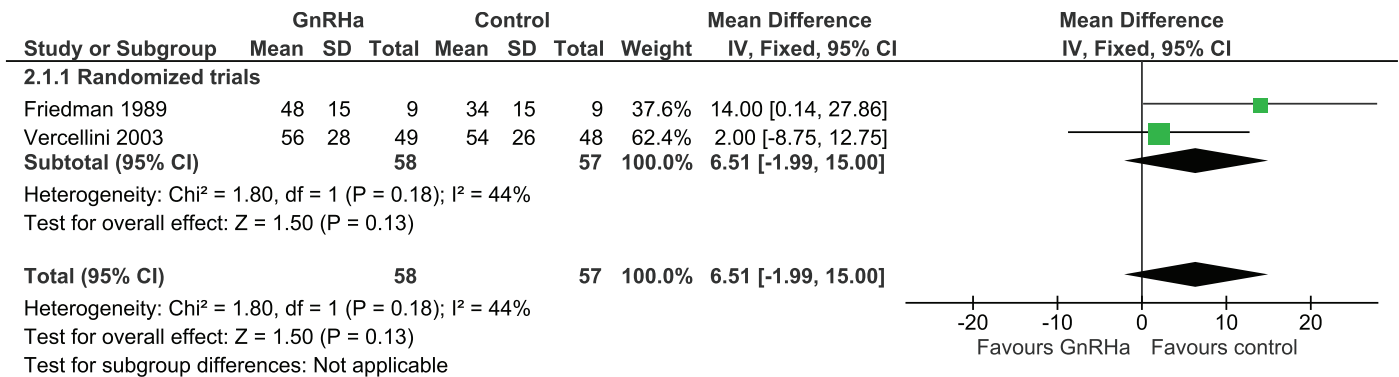 GnRHa Control Mean Difference Mean Difference
Study or Subgroup Mean SD Total Mean SD Total Weight IV, Fixed, 95% CI IV, Fixed, 95% CI
2.1.1 Randomized trials
Friedman 1989 48 15 9 34 15 9 37.6% 14.00 [0.14, 27.86]
Vercellini 2003 56 28 49 54 26 48 62.4% 2.00 [-8.75, 12.75]
Subtotal (95% CI) 58 57 100.0% 6.51 [-1.99, 15.00]
Heterogeneity: Chi² = 1.80, df = 1 (P = 0.18); I² = 44%
Test for overall effect: Z = 1.50 (P = 0.13)
Total (95% CI) 58 57 100.0% 6.51 [-1.99, 15.00]
Heterogeneity: Chi² = 1.80, df = 1 (P = 0.18); I² = 44%
Test for overall effect: Z = 1.50 (P = 0.13)
Test for subgroup differences: Not applicable
-20 -10 0 10 20
Favours GnRHa Favours control